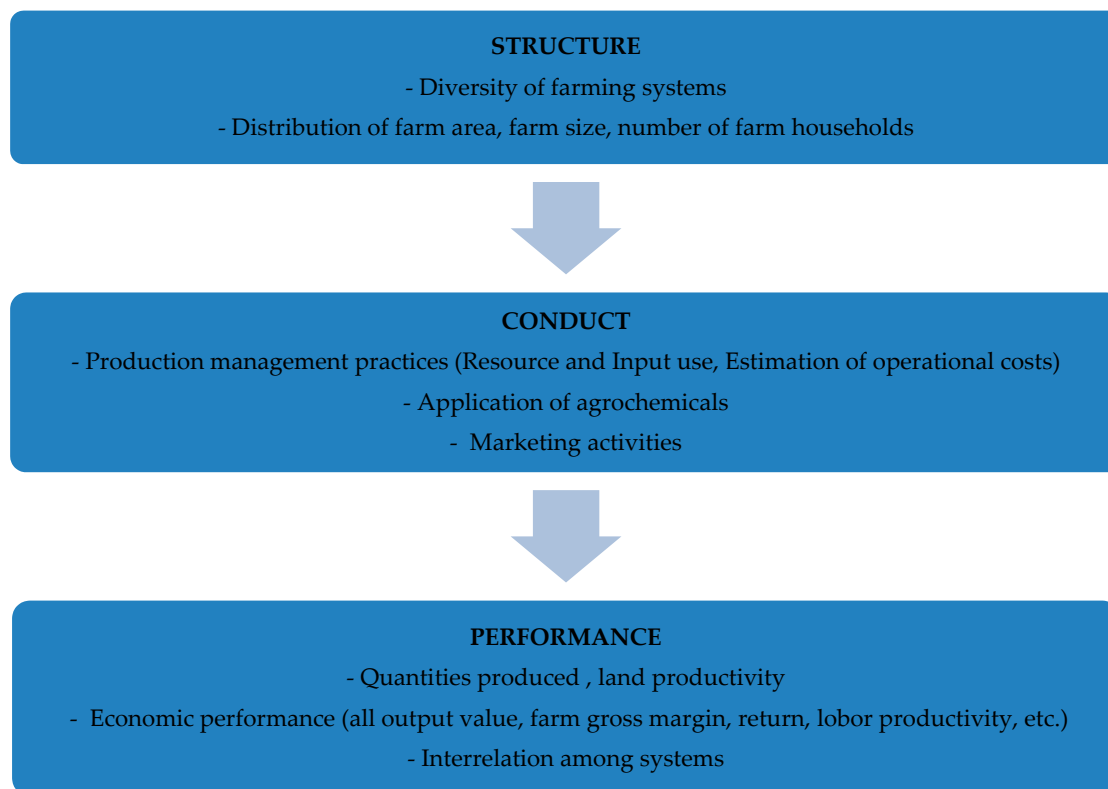 STRUCTURE
- Diversity of farming systems
- Distribution of farm area, farm size, number of farm households
CONDUCT
- Production management practices (Resource and Input use, Estimation of operational costs)
- Application of agrochemicals
- Marketing activities
PERFORMANCE
- Quantities produced , land productivity
- Economic performance (all output value, farm gross margin, return, lobor productivity, etc.)
- Interrelation among systems